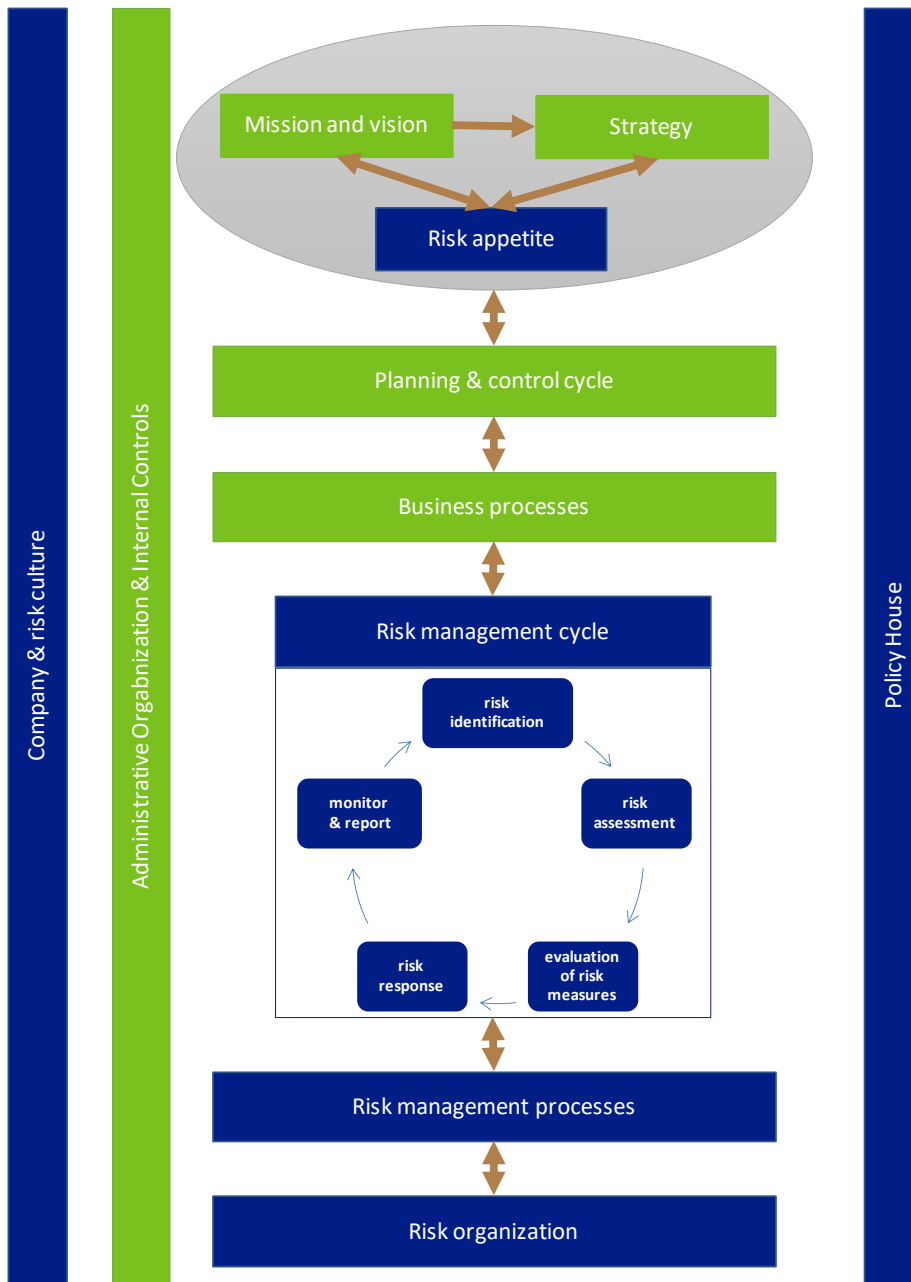 Company & risk culture
Administrative Orgabnization & Internal Controls
Mission and vision
Strategy
Risk appetite
Planning & control cycle
Business processes
Risk management cycle
risk
identification
monitor
& report
risk
assessment
risk
response
evaluation
of risk
measures
Risk management processes
Risk organization
Policy House